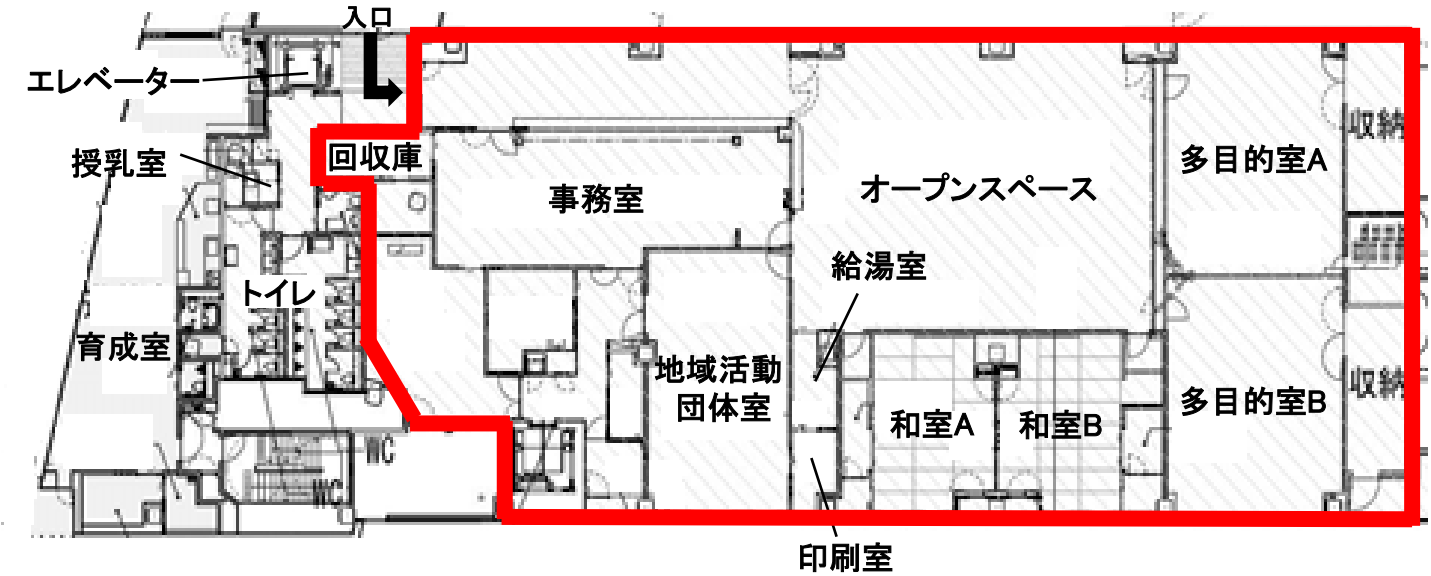 入口
エレベーター
回収庫
収納
授乳室
多目的室A
オープンスペース
事務室
給湯室
トイレ
育成室
地域活動
団体室
収納
多目的室B
和室A
和室B
WC
WC
印刷室